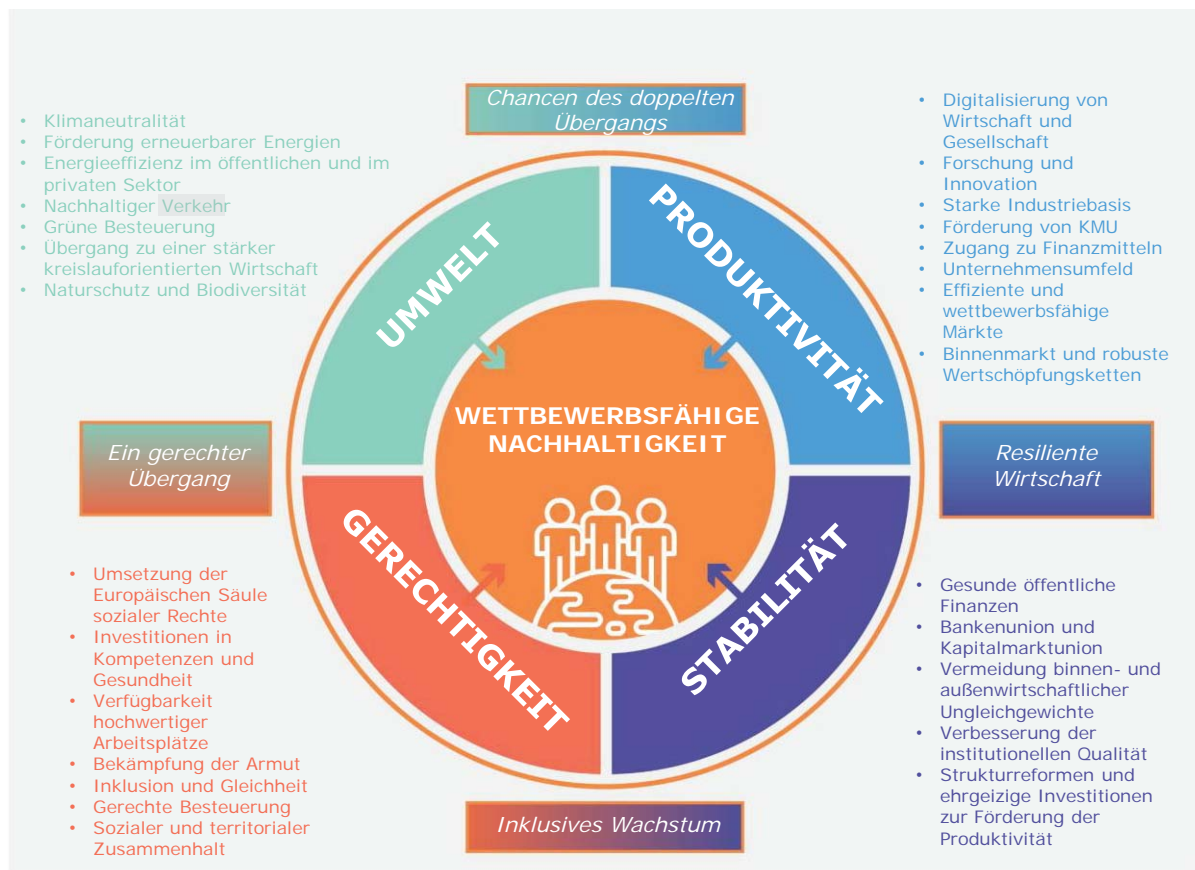 Chancen des doppelten
Übergangs
• Klimaneutralität
• Förderung erneuerbarer Energien
• Energieeffizienz im öffentlichen und im
privaten Sektor
• Nachhaltiger Verkehr
• Grüne Besteuerung
• Übergang zu einer stärker
kreislauforientierten Wirtschaft
• Naturschutz und Biodiversität
• Digitalisierung von
Wirtschaft und
Gesellschaft
• Forschung und
Innovation
• Starke Industriebasis
• Förderung von KMU
• Zugang zu Finanzmitteln
• Unternehmensumfeld
• Effiziente und
wettbewerbsfähige
Märkte
• Binnenmarkt und robuste
Wertschöpfungsketten
UMWELT
PRODUKTIVITÄT
WETTBEWERBSFÄHIGE
NACHHALTIGKEIT
Ein gerechter
Übergang
Resiliente
Wirtschaft
GERECHTIGKEIT
STABILITÄT
• Umsetzung der
Europäischen Säule
sozialer Rechte
• Investitionen in
Kompetenzen und
Gesundheit
• Verfügbarkeit
hochwertiger
Arbeitsplätze
• Bekämpfung der Armut
• Inklusion und Gleichheit
• Gerechte Besteuerung
• Sozialer und territorialer
Zusammenhalt
• Gesunde öffentliche
Finanzen
• Bankenunion und
Kapitalmarktunion
• Vermeidung binnen- und
außenwirtschaftlicher
Ungleichgewichte
• Verbesserung der
institutionellen Qualität
• Strukturreformen und
ehrgeizige Investitionen
zur Förderung der
Produktivität
Inklusives Wachstum